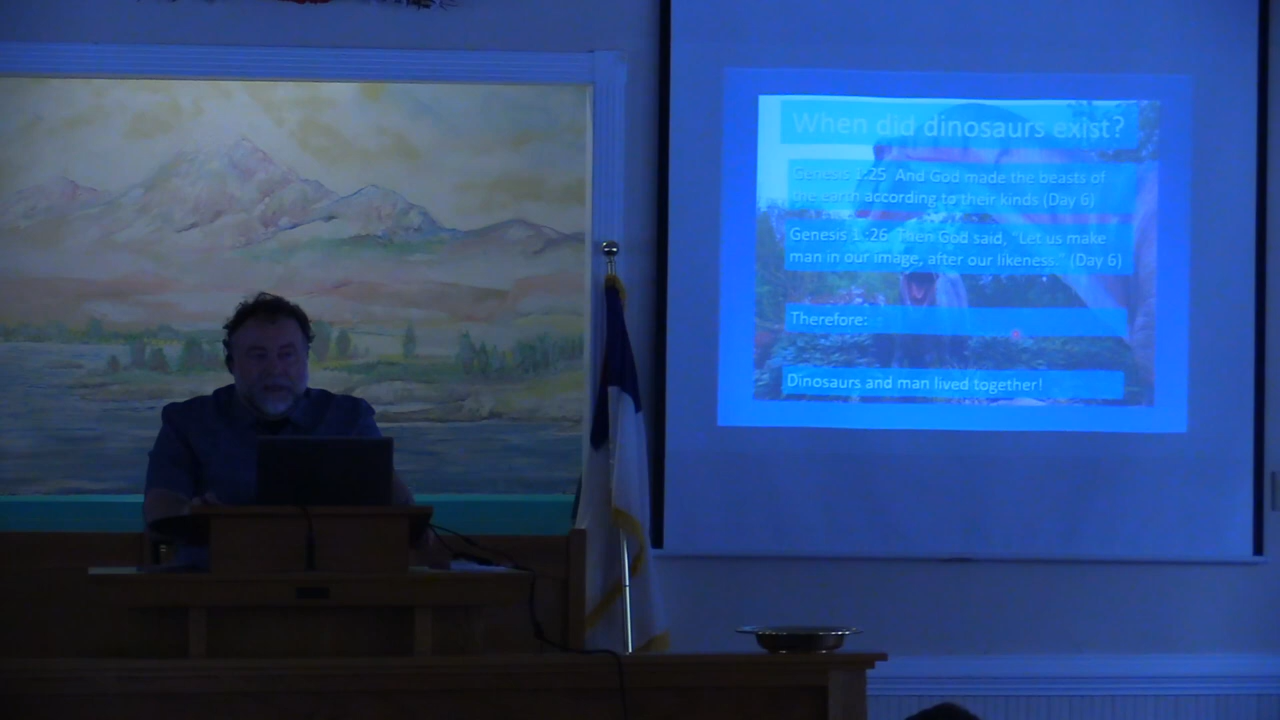 When did dinosaurs exist?
Genesis 1:25 And God made the beasts of
the earth according to their kinds (Day 6)
Genesis 1:26 Then God said, "Let us make
man in our image, after our likeness." (Day 6)
Therefore:
Dinosaurs and man lived together!